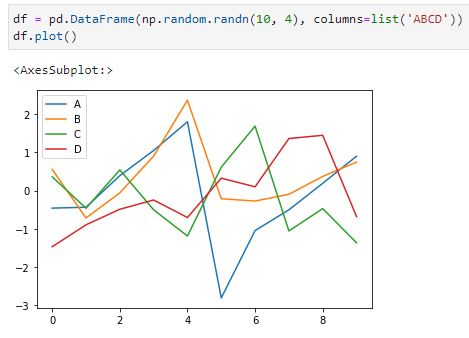 df = pd.DataFrame(np.random.randn(10, 4), columns=list('ABCD'))
df.plot()
<AxesSubplot:>
A
B
C
D
2
1
0
−1
−2
−3
0 2 4 6 8